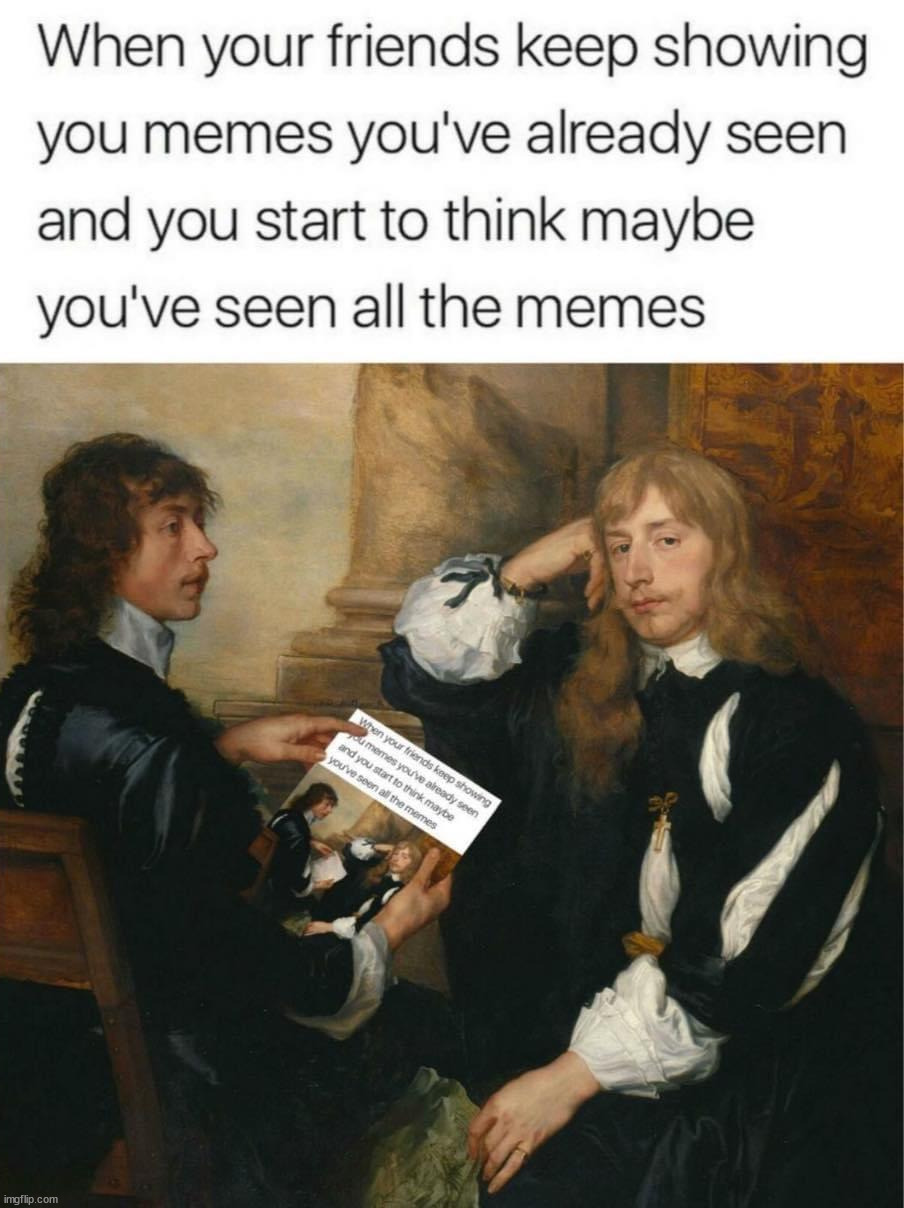 When your friends keep showing
you memes you've already seen
and you start to think maybe
you've seen all the memes
When your friends keep showing
you memes you've already seen
and you start to think maybe
you've seen all the memes
imgflip.com